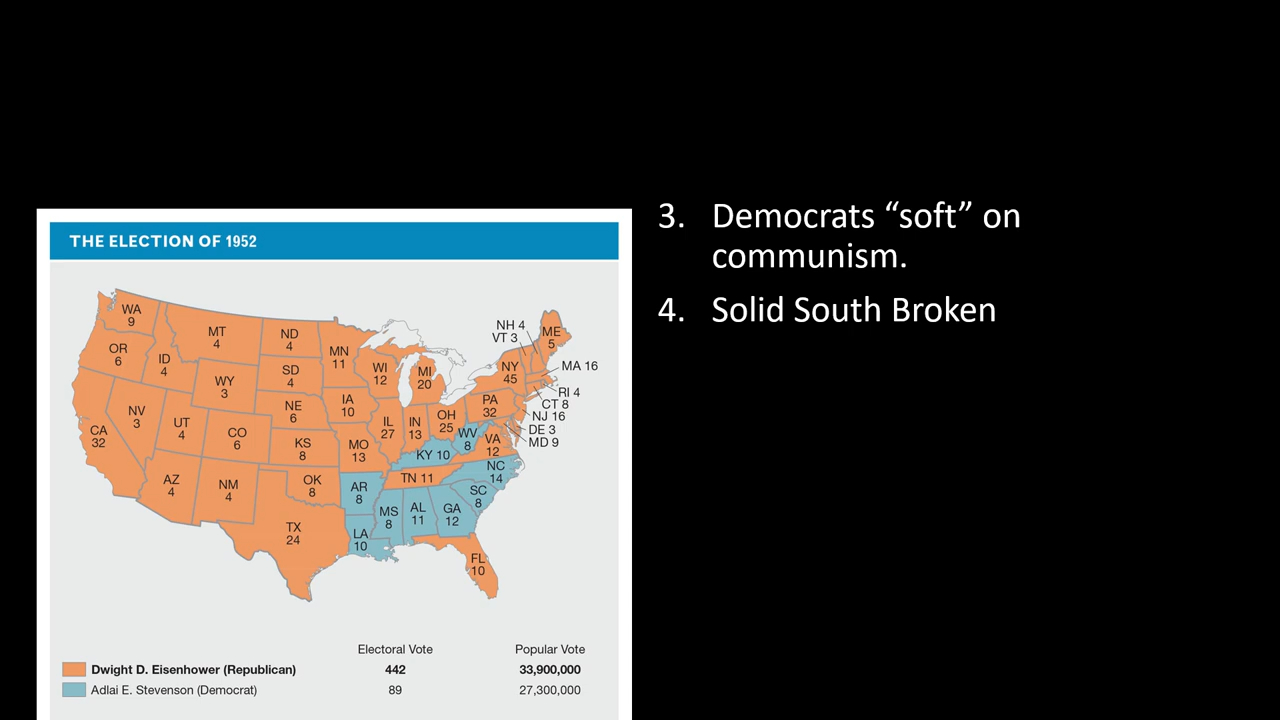 3. Democrats “soft” on
communism.
4. Solid South Broken
THE ELECTION OF 1952
WA
9
OR
6
CA
32
NV
3
ID
4
MT
4
WY
3
UT
4
AZ
4
CO
6
NM
4
ND
4
SD
4
NE
6
KS
8
OK
8
TX
24
MN
11
IA
10
MO
13
AR
8
LA
10
WI
12
IL
27
MI
20
IN
13
OH
25
KY 10
TN 11
MS
8
AL
11
GA
12
FL
10
SC
8
NC
14
VA
12
WV
8
PA
32
NY
45
NH 4
VT 3
ME
5
MA 16
RI 4
CT 8
NJ 16
DE 3
MD 9
Electoral Vote Popular Vote
Dwight D. Eisenhower (Republican) 442 33,900,000
Adlai E. Stevenson (Democrat) 89 27,300,000